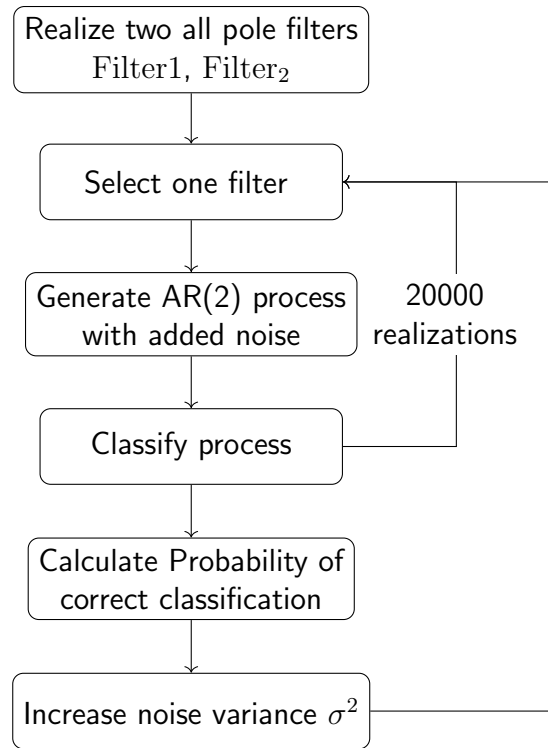 Realize two all pole filters
Filter1, Filter₂
Select one filter
Generate AR(2) process
with added noise
20000
realizations
Classify process
Calculate Probability of
correct classification
Increase noise variance σ²